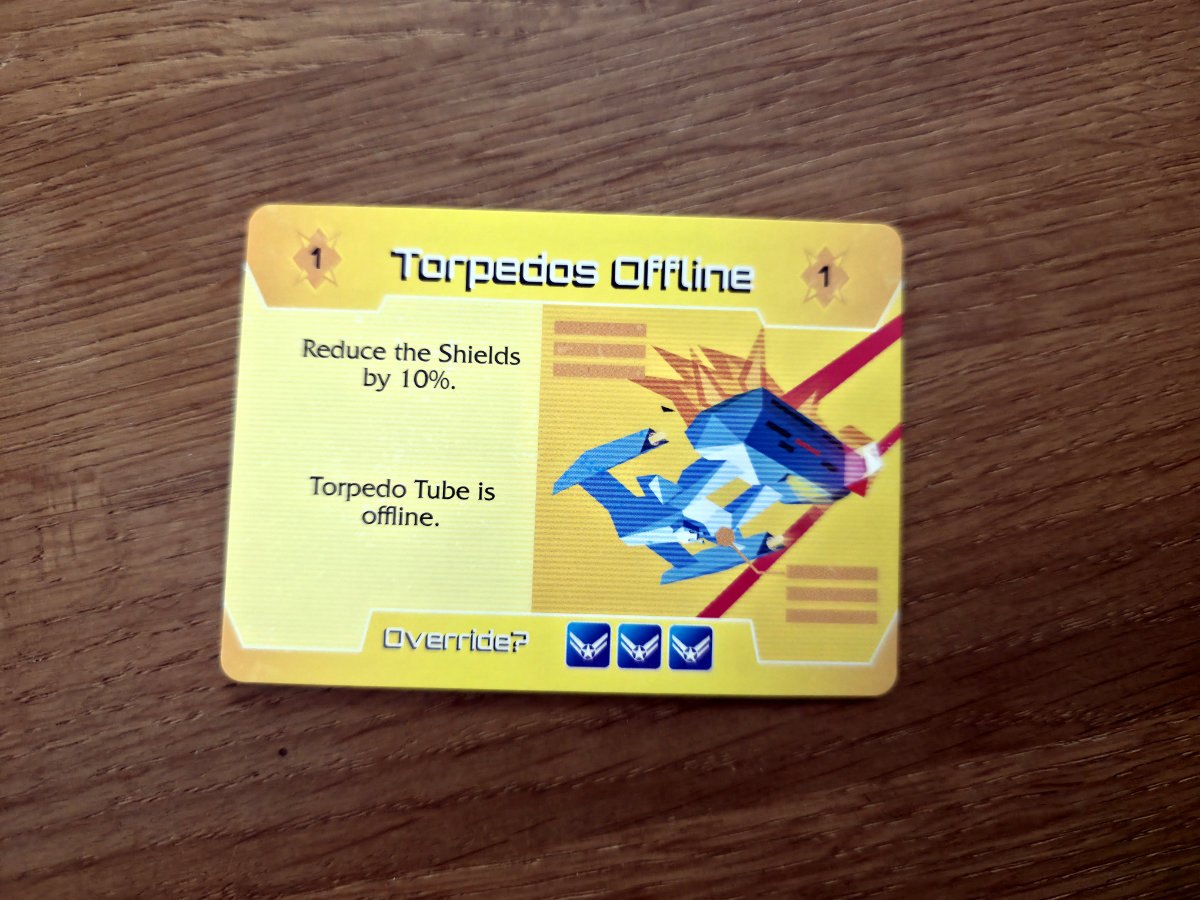 1
Torpedos Offline
1
Reduce the Shields
by 10%.
Torpedo Tube is
offline.
Override?